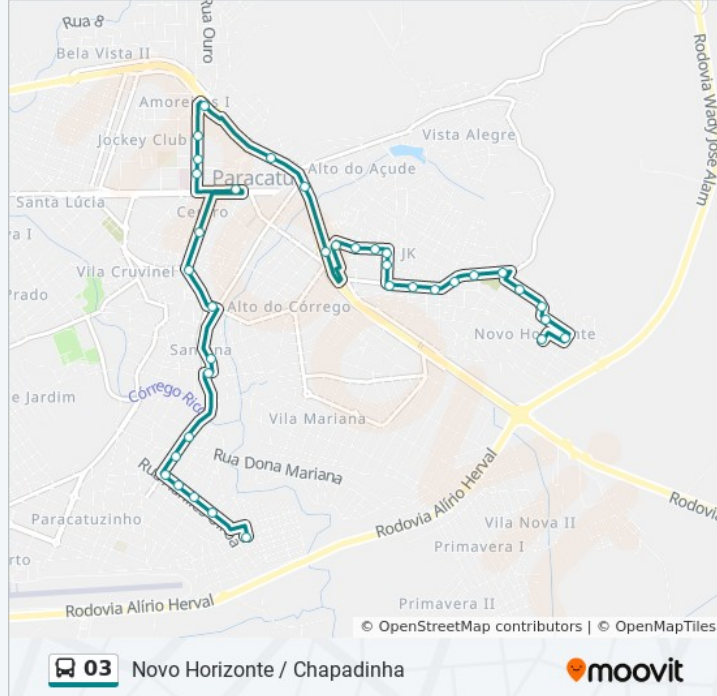 Rua 8
Rua Ouro
Bela Vista II
Rodovia Wady José Alam
Amoreiras I
Jockey Club
Vista Alegre
Paracatu
Alto do Açude
Santa Lúcia
Centro
va I
JK
Vila Cruvinel
Prado
Alto do Córrego
Novo Horizonte
Santana
e Jardim
Córrego Rico
Vila Mariana
Rua Dona Mariana
Rodovia Alírio Herval
Rodovia
Paracatuzinho
Vila Nova II
Primavera I
rto
Rodovia Alírio Herval
Primavera II
© OpenStreetMap contributors | © OpenMapTiles
03 Novo Horizonte / Chapadinha
moovit